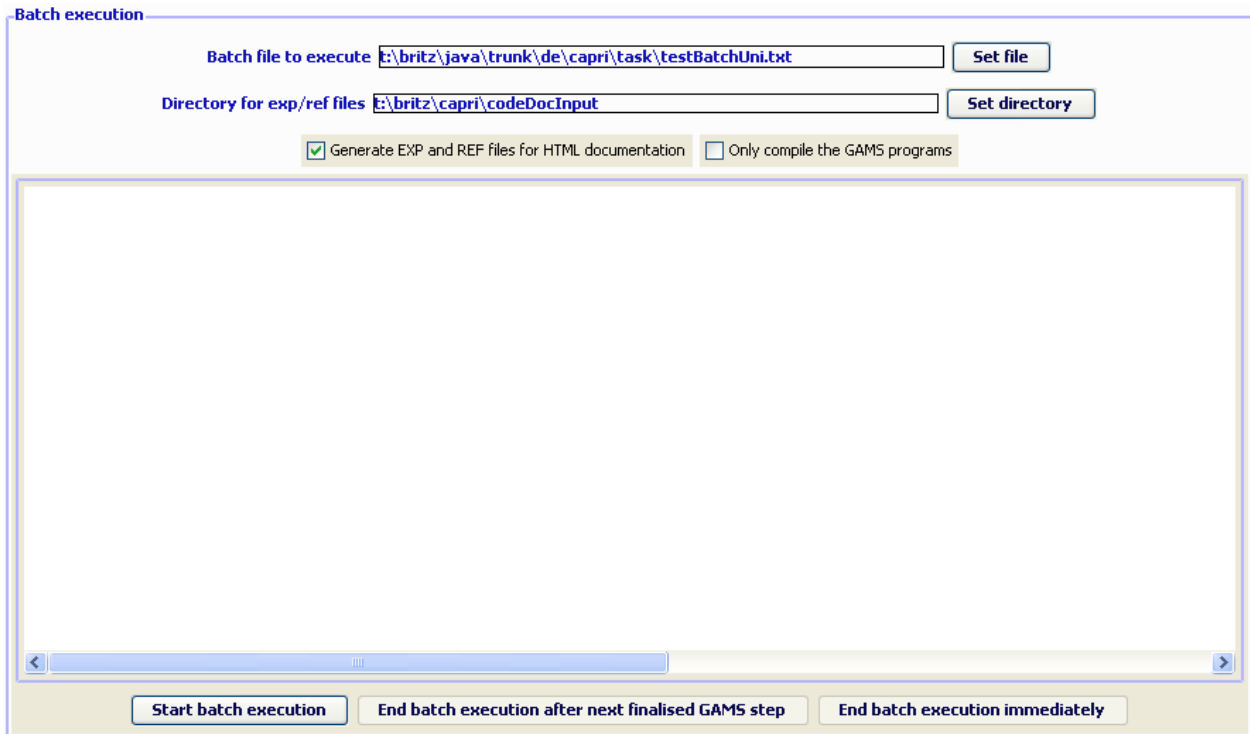 Batch execution
Batch file to execute t:\britz\java\trunk\de\capri\task\testBatchUni.txt Set file
Directory for exp/ref files t:\britz\capri\codeDocInput Set directory
Generate EXP and REF files for HTML documentation Only compile the GAMS programs
Start batch execution End batch execution after next finalised GAMS step End batch execution immediately